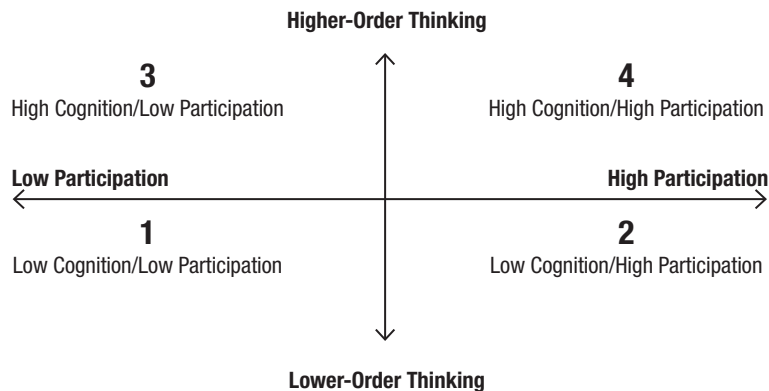 Higher-Order Thinking
3
High Cognition/Low Participation
4
High Cognition/High Participation
Low Participation
High Participation
1
Low Cognition/Low Participation
2
Low Cognition/High Participation
Lower-Order Thinking